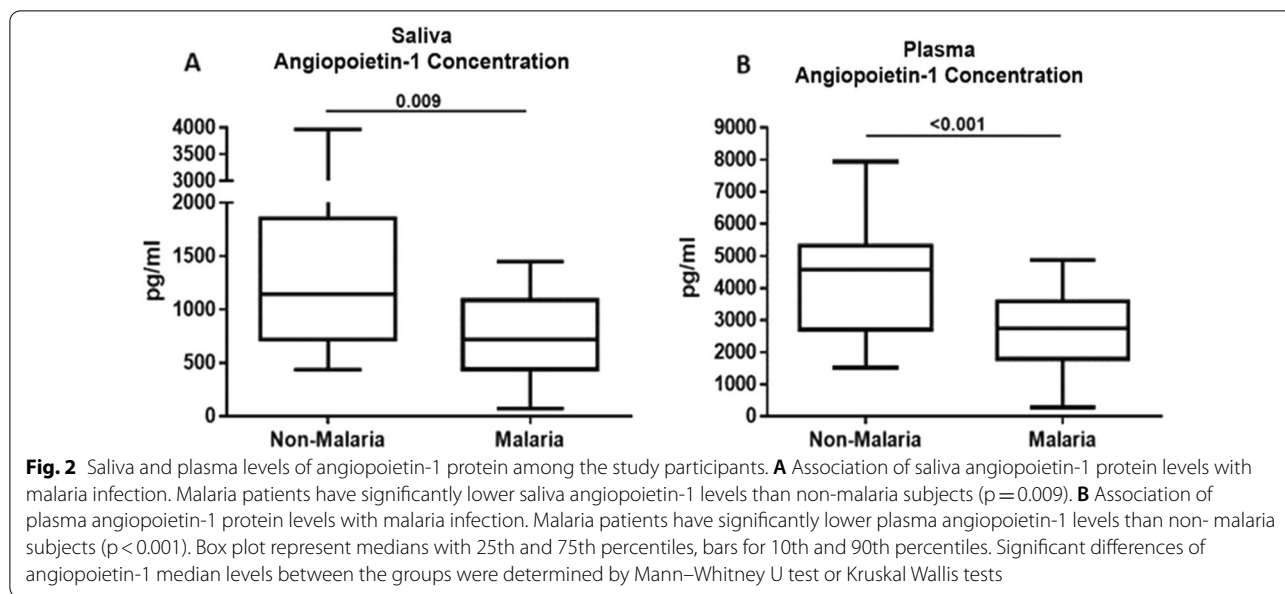 A
Saliva
Angiopoietin-1 Concentration
0.009
4000
3500
3000
2000
1500
1000
500
0
pg/ml
Non-Malaria
Malaria
B
Plasma
Angiopoietin-1 Concentration
<0.001
9000
8000
7000
6000
5000
4000
3000
2000
1000
0
pg/ml
Non-Malaria
Malaria
Fig. 2 Saliva and plasma levels of angiopoietin-1 protein among the study participants. A Association of saliva angiopoietin-1 protein levels with
malaria infection. Malaria patients have significantly lower saliva angiopoietin-1 levels than non-malaria subjects (p = 0.009). B Association of
plasma angiopoietin-1 protein levels with malaria infection. Malaria patients have significantly lower plasma angiopoietin-1 levels than non- malaria
subjects (p < 0.001). Box plot represent medians with 25th and 75th percentiles, bars for 10th and 90th percentiles. Significant differences of
angiopoietin-1 median levels between the groups were determined by Mann–Whitney U test or Kruskal Wallis tests